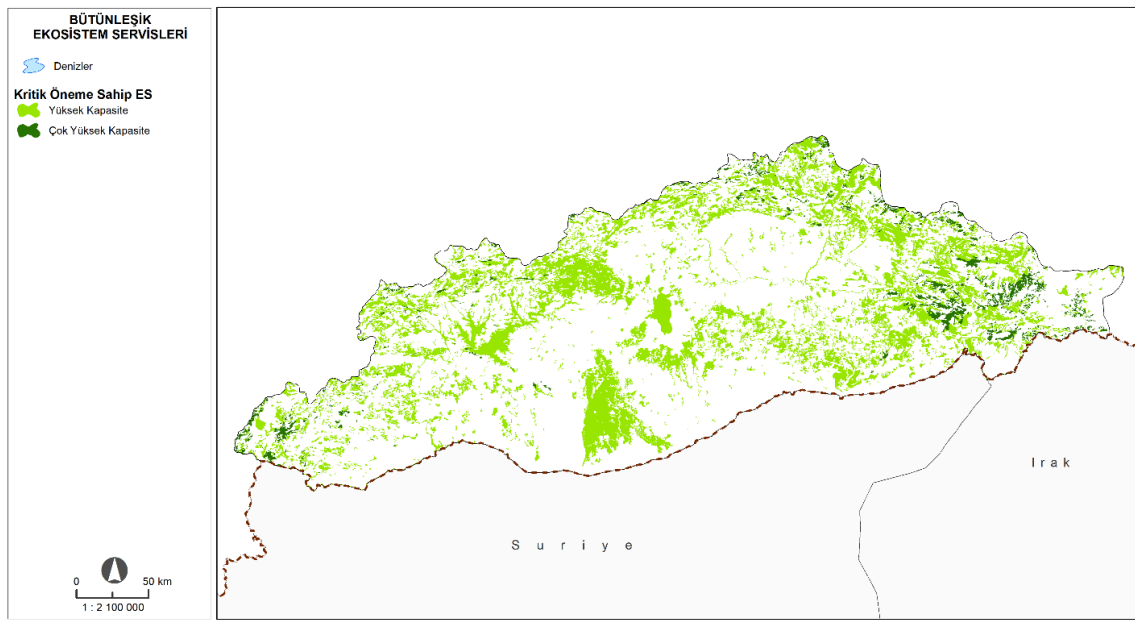 BÜTÜNLEŞİK
EKOSİSTEM SERVİSLERİ
Denizler
Kritik Öneme Sahip ES
Yüksek Kapasite
Çok Yüksek Kapasite
Irak
Suriye
0 50 km
1 : 2 100 000